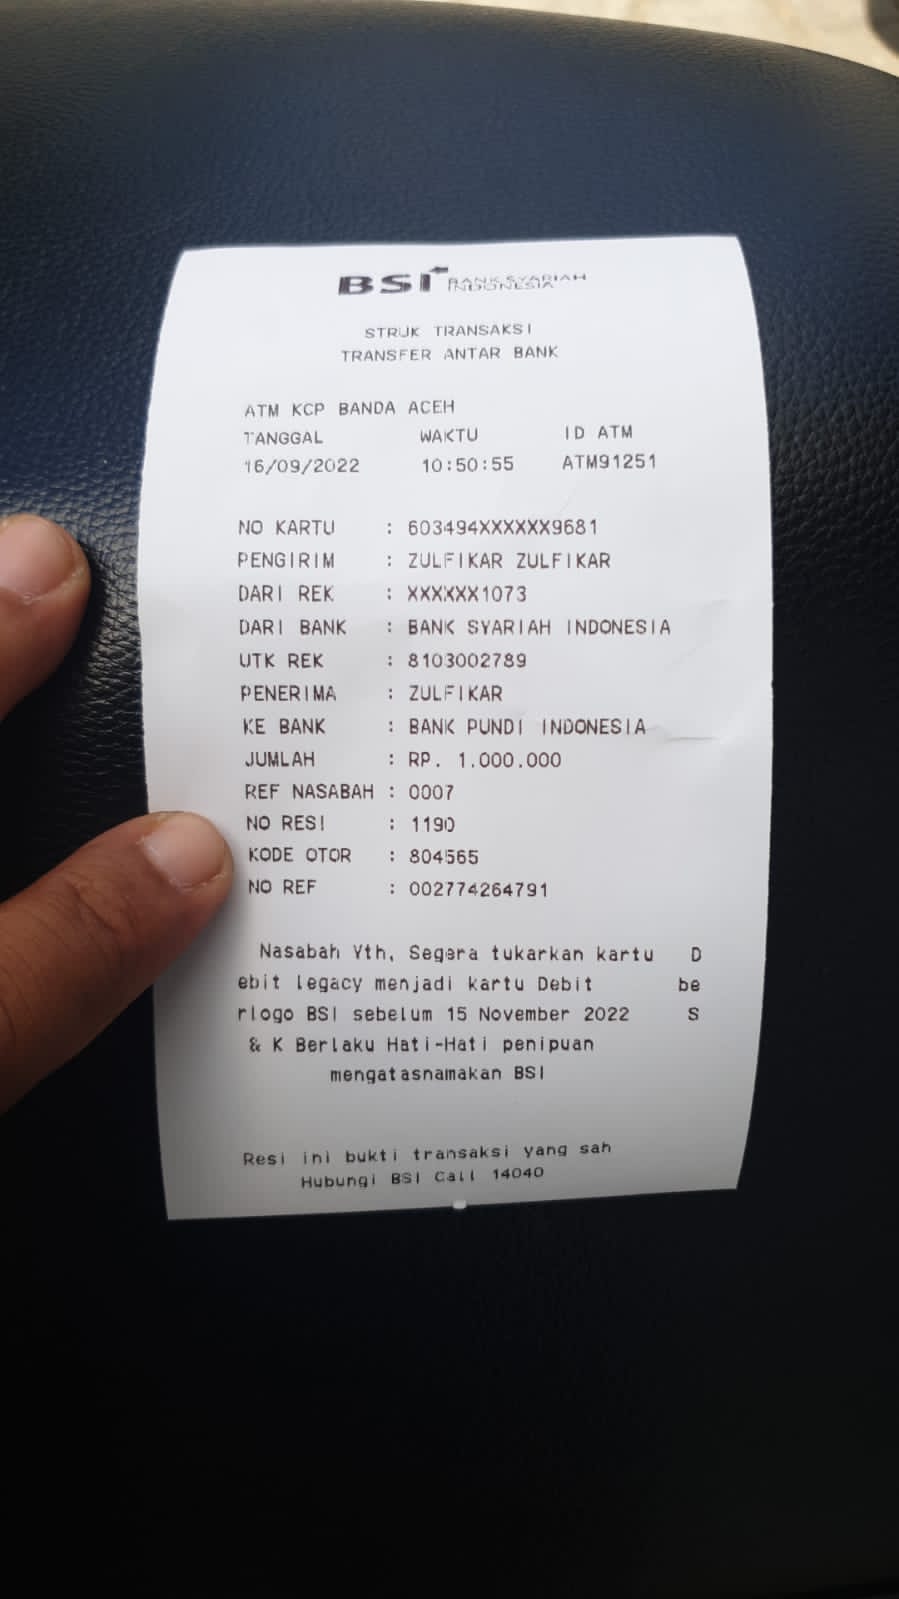 BSI BANK SYARIAH INDONESIA
STRUK TRANSAKSI
TRANSFER ANTAR BANK
ATM KCP BANDA ACEH
TANGGAL WAKTU ID ATM
16/09/2022 10:50:55 ATM91251
NO KARTU : 603494XXXXXX9681
PENGIRIM : ZULFIKAR ZULFIKAR
DARI REK : XXXXXX1073
DARI BANK : BANK SYARIAH INDONESIA
UTK REK : 8103002789
PENERIMA : ZULFIKAR
KE BANK : BANK PUNDI INDONESIA
JUMLAH : RP. 1.000.000
REF NASABAH : 0007
NO RESI : 1190
KODE OTOR : 804565
NO REF : 002774264791
Nasabah Yth, Segera tukarkan kartu D
ebit legacy menjadi kartu Debit be
rlogo BSI sebelum 15 November 2022 S
& K Berlaku Hati-Hati penipuan
mengatasnamakan BSI
Resi ini bukti transaksi yang sah
Hubungi BSI Call 14040